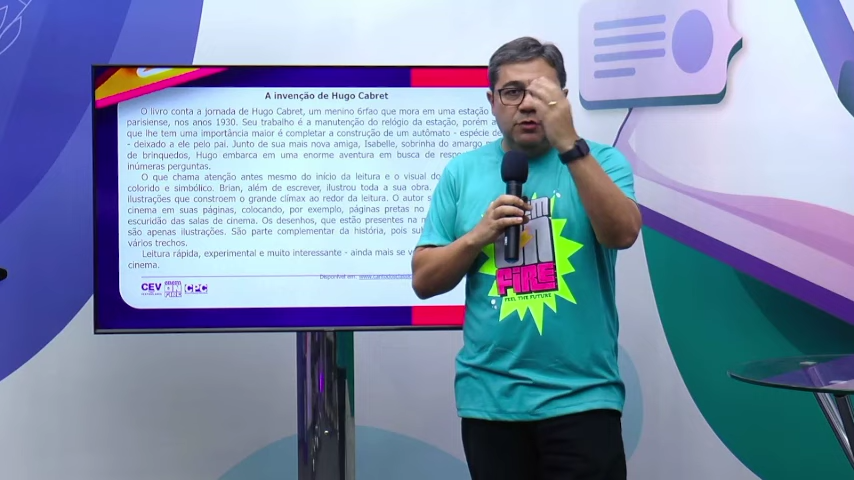 A invenção de Hugo Cabret
O livro conta a jornada de Hugo Cabret, um menino 6rfao que mora em uma estação
parisiense, nos anos 1930. Seu trabalho é a manutenção do relógio da estação, porém a
que lhe tem uma importância maior é completar a construção de um autômato - espécie de
- deixado a ele pelo pai. Junto de sua mais nova amiga, Isabelle, sobrinha do amargo
de brinquedos, Hugo embarca em uma enorme aventura em busca de
inúmeras perguntas.
O que chama atenção antes mesmo do início da leitura e o visual do
colorido e simbólico. Brian, além de escrever, ilustrou toda a sua obra.
ilustrações que constroem o grande clímax ao redor da leitura. O autor
cinema em suas páginas, colocando, por exemplo, páginas pretas no
escuridão das salas de cinema. Os desenhos, que estão presentes na
são apenas ilustrações. São parte complementar da história, pois
vários trechos.
Leitura rápida, experimental e muito interessante - ainda mais se
cinema.
Disponível em:
CEV ON FIRE CPC
ON
FIRE
FEEL THE FUTURE